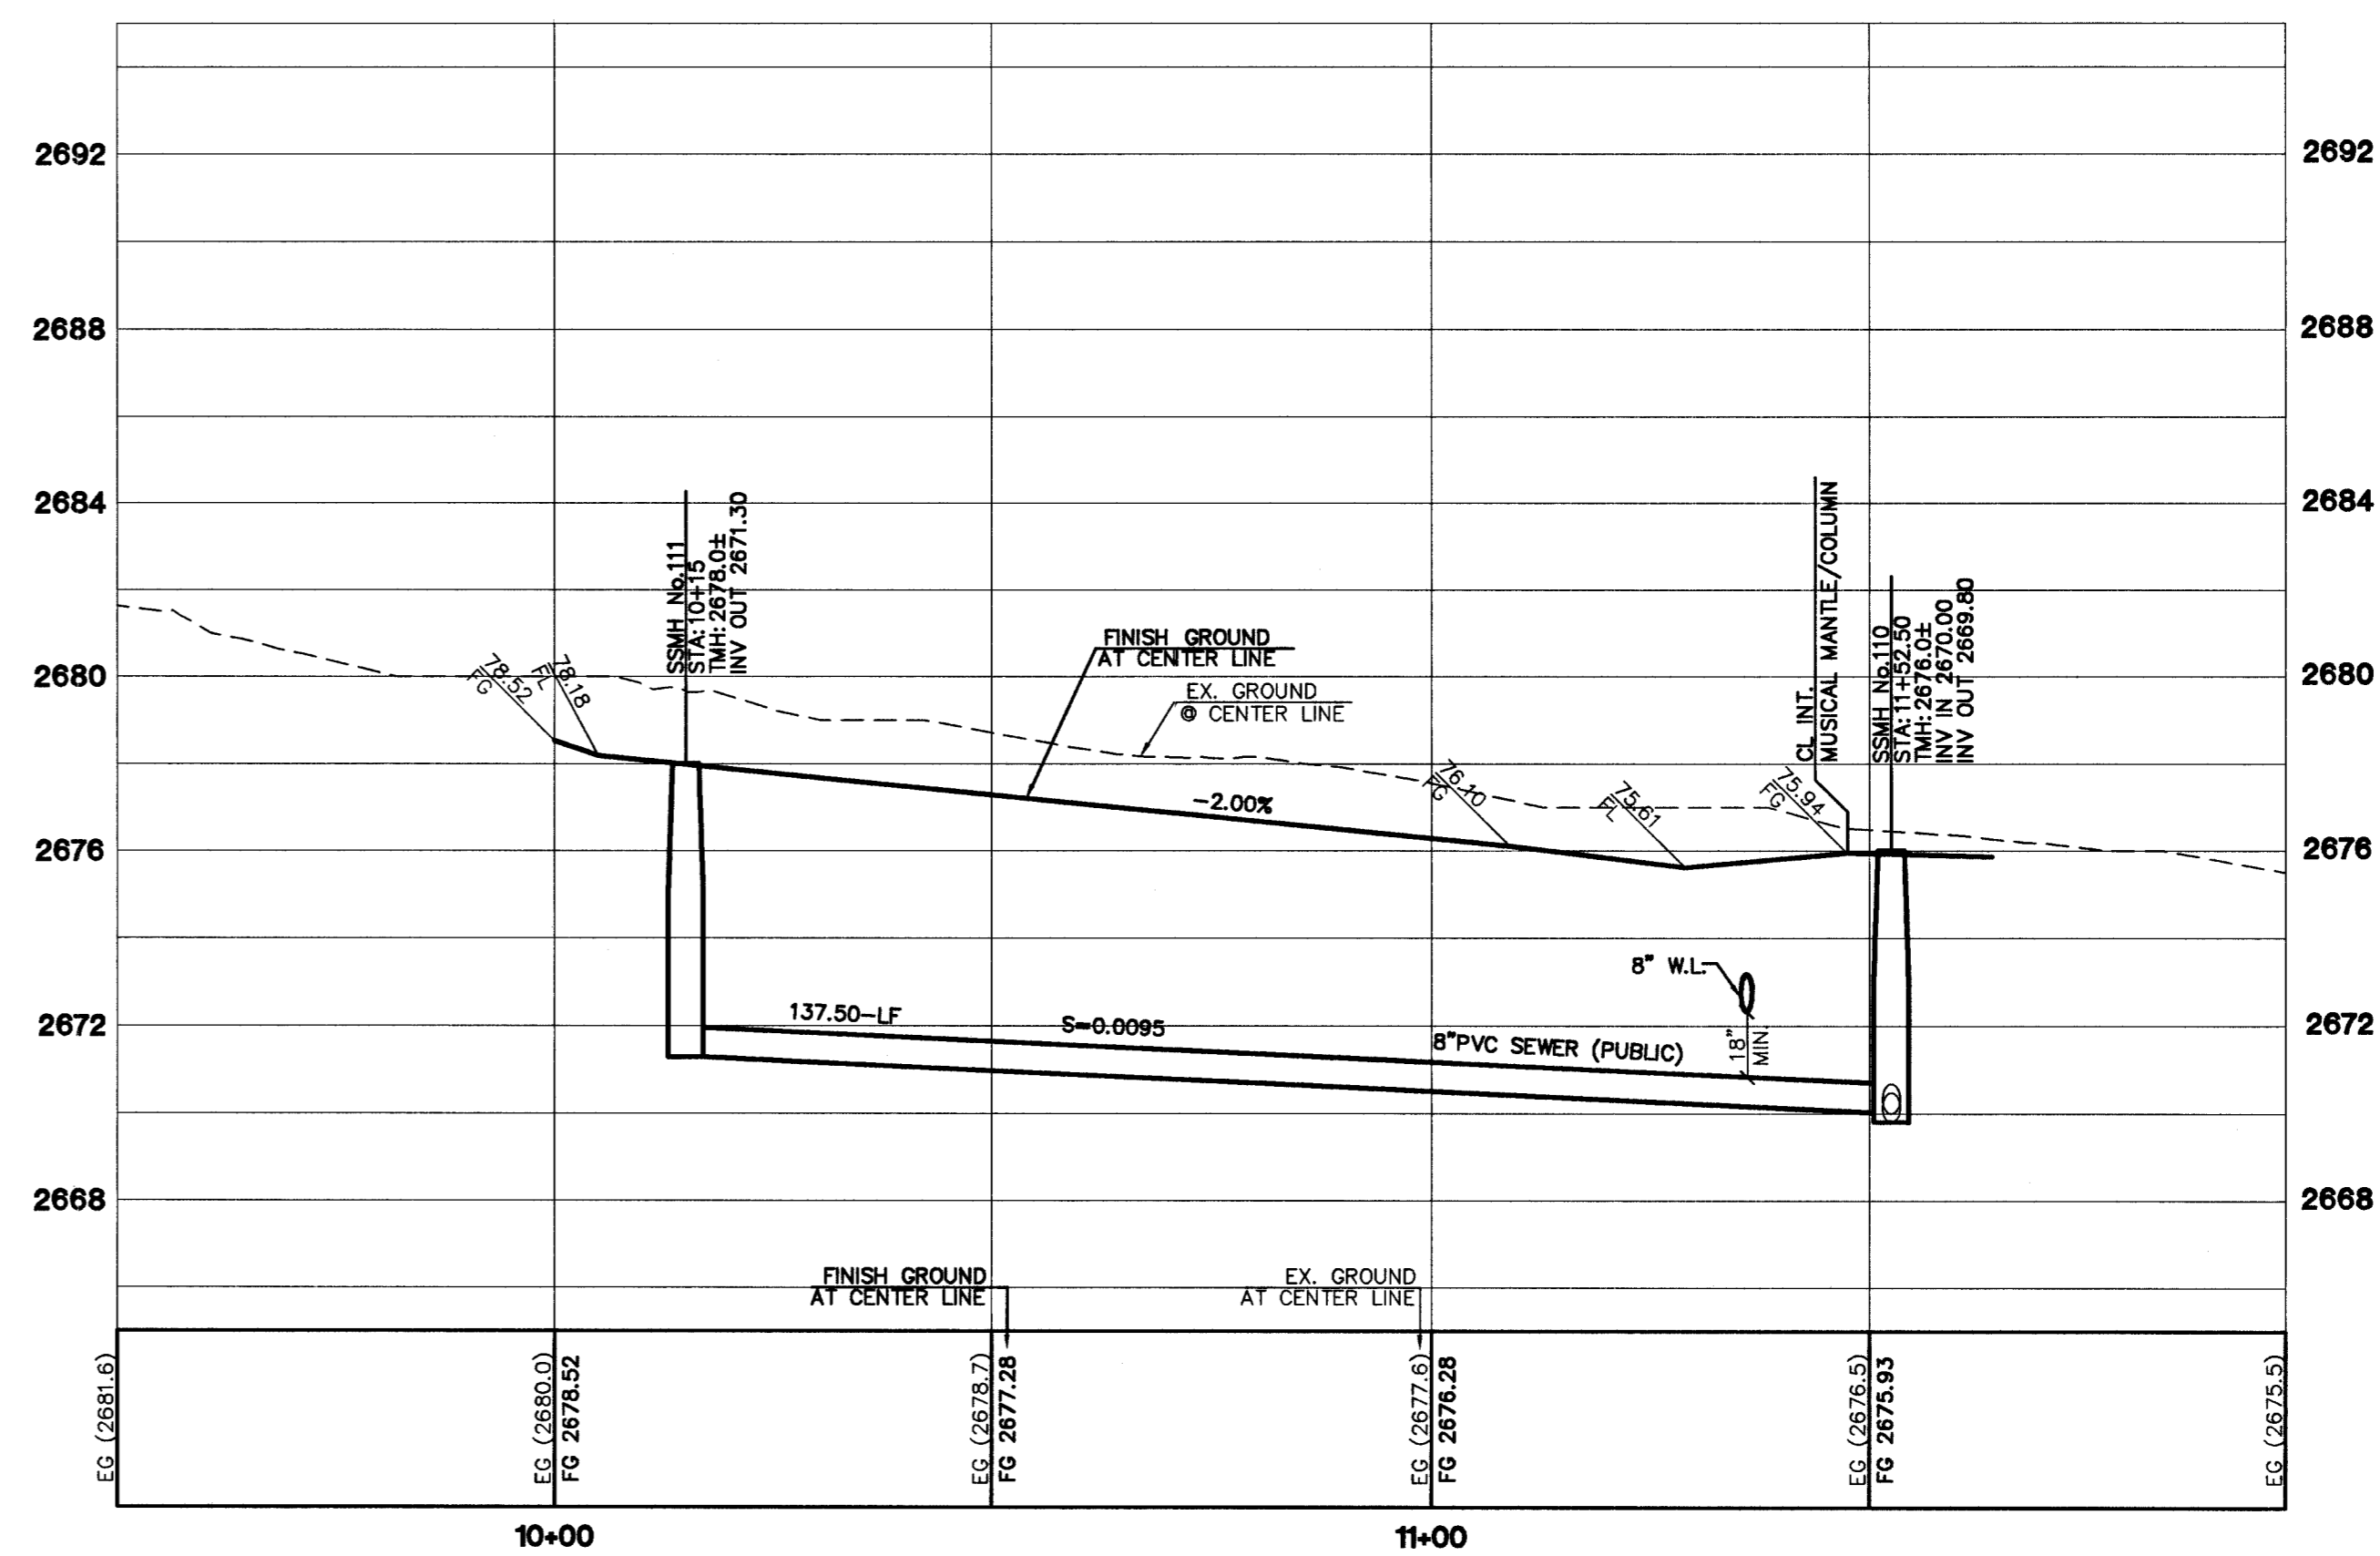 2692
2692
2688
2688
2684
2684
2680
2680
2676
2676
2672
2672
2668
2668
78.52
FG
78.18
FL
SSMH No.111
STA:10+15
TMH:2678.0±
INV OUT 2671.30
FINISH GROUND
AT CENTER LINE
EX. GROUND
@ CENTER LINE
-2.00%
76.10
FG
75.61
FL
75.94
FG
CL INT.
MUSICAL MANTLE/COLUMN
SSMH No.110
STA:11+52.50
TMH:2676.0±
INV IN 2670.00
INV OUT 2669.80
8" W.L.
18"
MIN.
137.50-LF
S=0.0095
8"PVC SEWER (PUBLIC)
FINISH GROUND
AT CENTER LINE
EX. GROUND
AT CENTER LINE
EG (2681.6)
EG (2680.0)
FG 2678.52
EG (2678.7)
FG 2677.28
EG (2677.6)
FG 2676.28
EG (2676.5)
FG 2675.93
EG (2675.5)
10+00
11+00